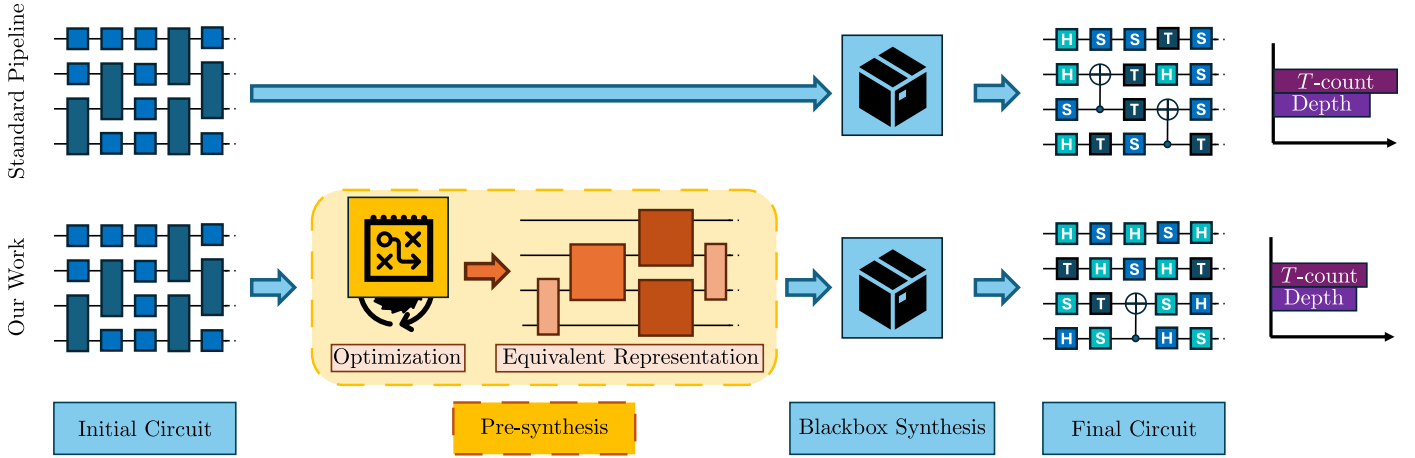 Standard Pipeline
H S S T S
H T H S
S T S
H T S T
T-count
Depth
Our Work
Optimization
Equivalent Representation
H S H S H
T H S H T
S T S H
H S H S
T-count
Depth
Initial Circuit
Pre-synthesis
Blackbox Synthesis
Final Circuit